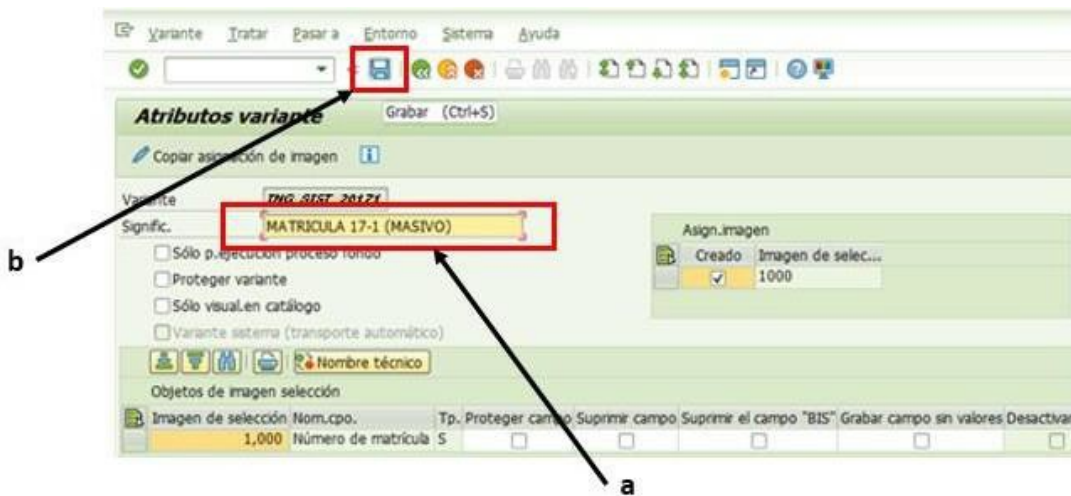 Variante Tratar Pasar a Entorno Sistema Ayuda
Atributos variante
Grabar (Ctrl+S)
Copiar asignación de imagen
Variante ING SIST 20171
Signific. MATRICULA 17-1 (MASIVO)
Asign.imagen
b
Sólo p.ejecución proceso fondo
Creado Imagen de selec...
Proteger variante
1000
Sólo visual.en catálogo
Variante sistema (transporte automático)
Nombre técnico
Objetos de imagen selección
Imagen de selección Nom.cpo. Tp. Proteger campo Suprimir campo Suprimir el campo "BIS" Grabar campo sin valores Desactivar
1,000 Número de matrícula S
a